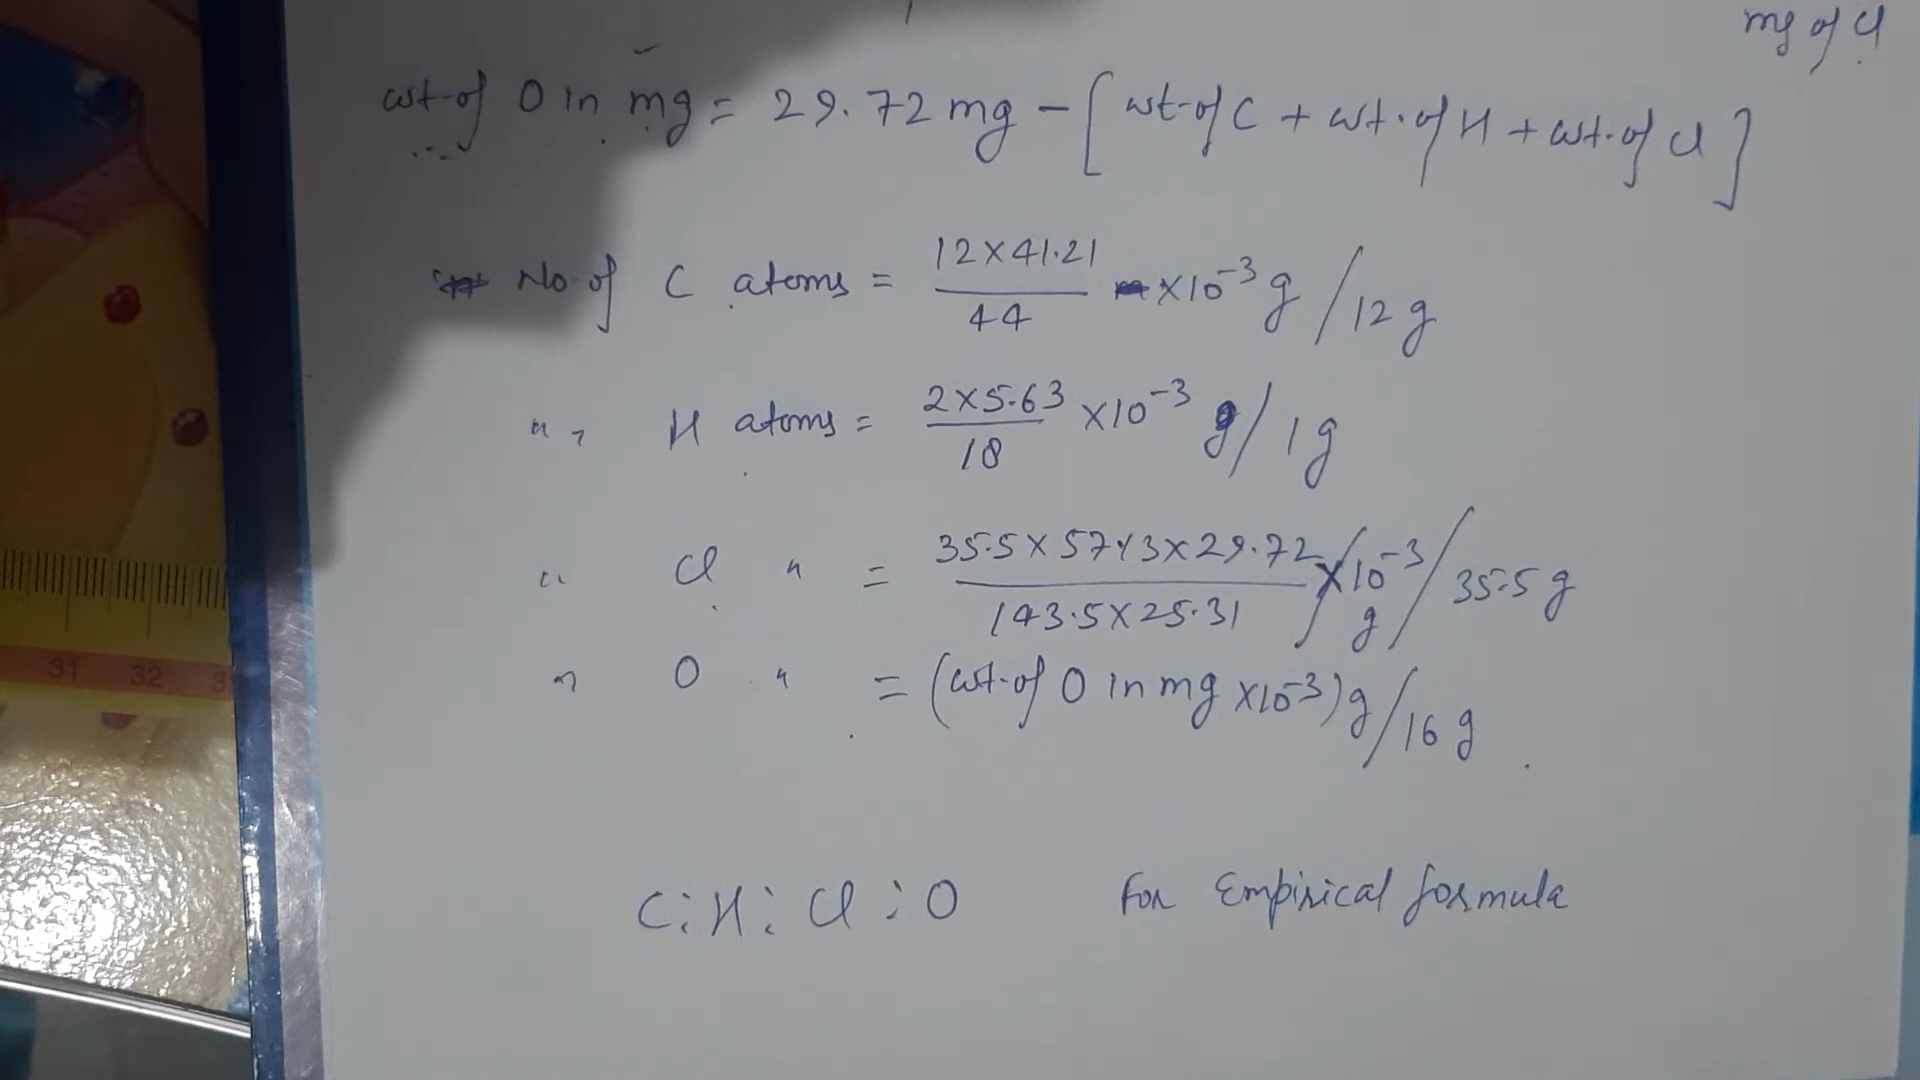 mg of Cl
wt-of O in mg = 29.72 mg - [ wt-of C + wt. of H + wt. of Cl ]
No-of C atoms = 12 x 41.21 / 44 x 10^-3 g / 12 g
" , H atoms = 2 x 5.63 / 18 x 10^-3 g / 1 g
" Cl " = 35.5 x 57.13 x 29.72 / 143.5 x 25.31 x 10^-3 g / 35.5 g
" O " = (wt-of O in mg x 10^-3) g / 16 g
C : H : Cl : O For Empirical formula
31 32